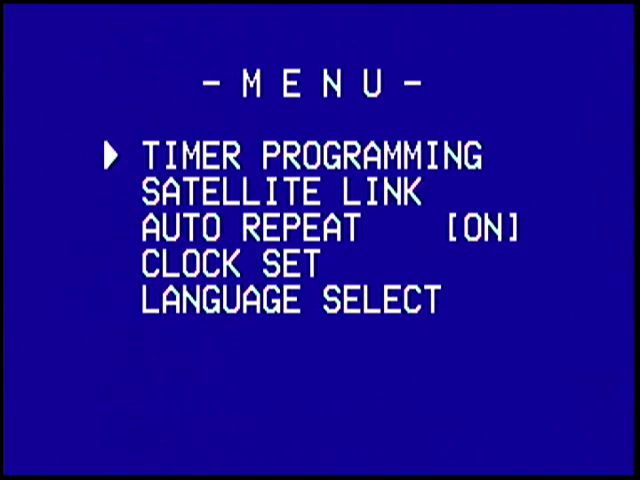 - M E N U -
TIMER PROGRAMMING
SATELLITE LINK
AUTO REPEAT [ON]
CLOCK SET
LANGUAGE SELECT